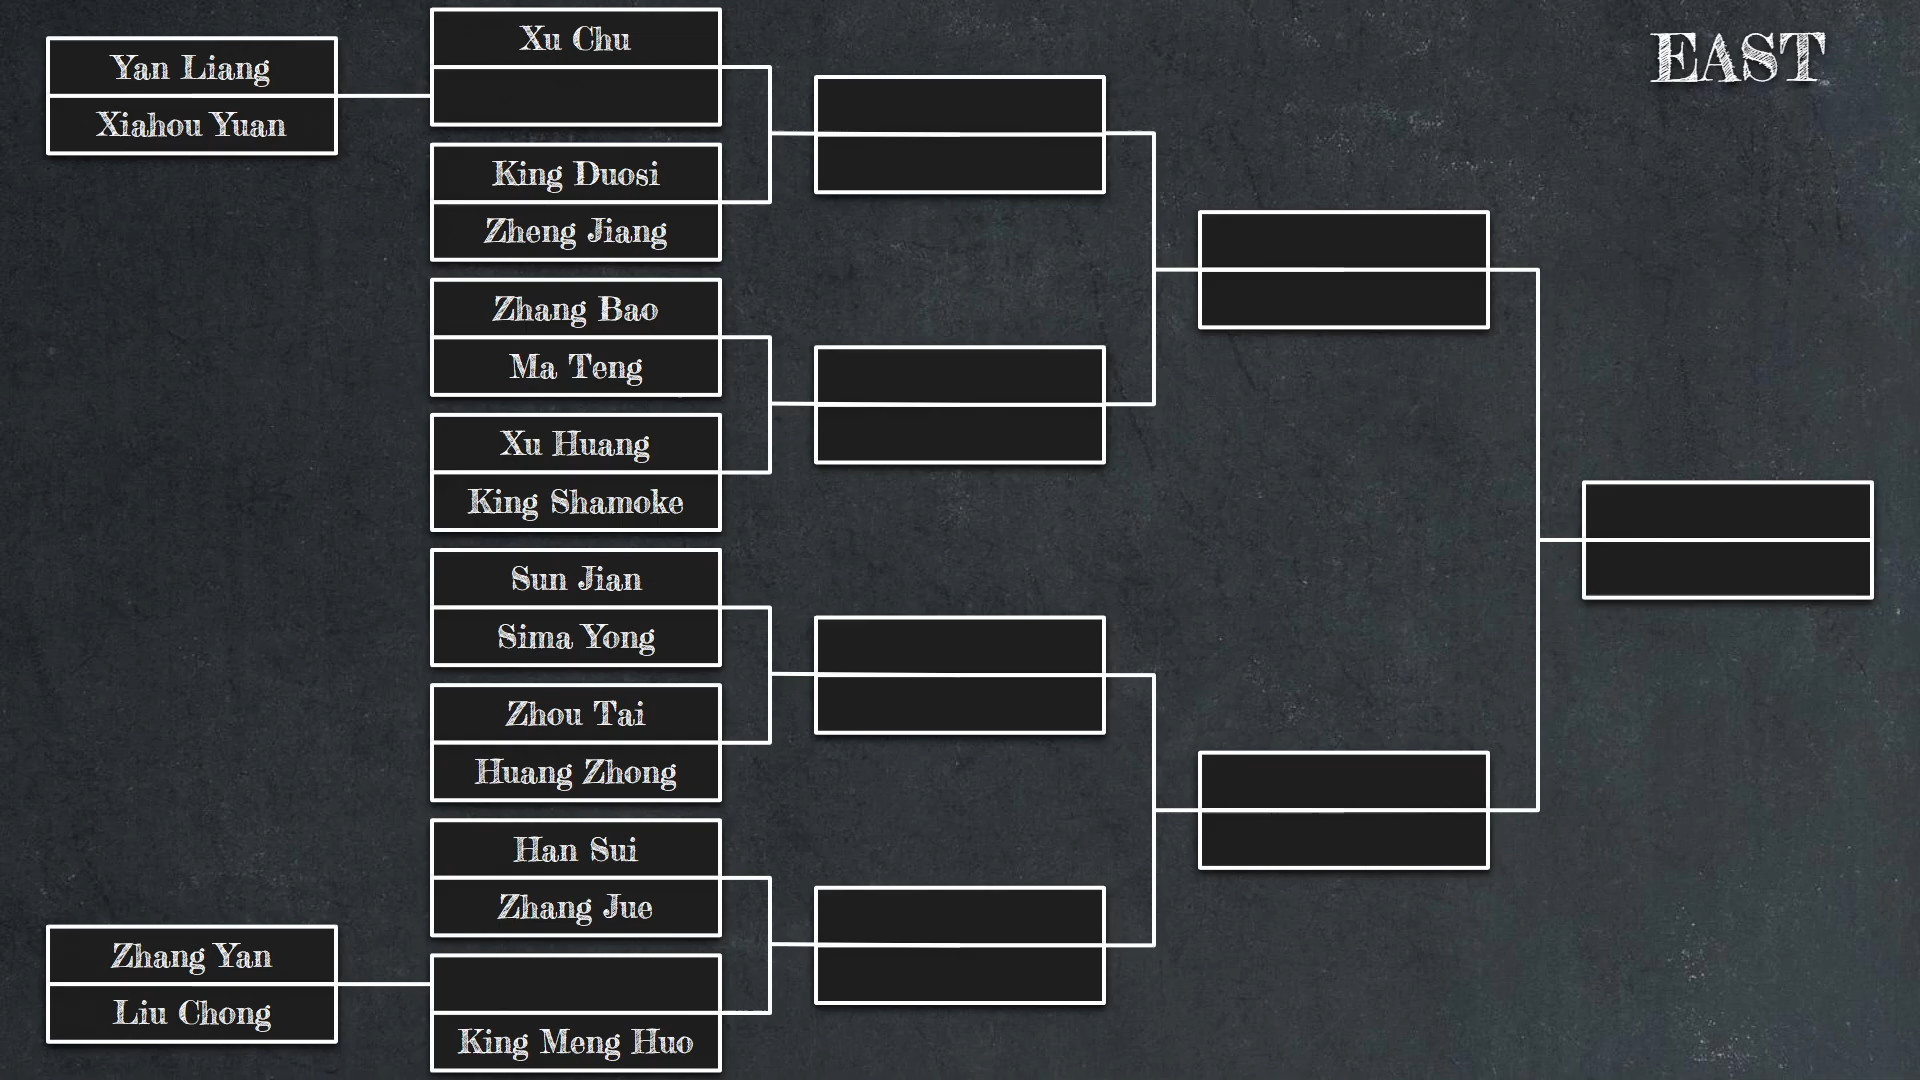 EAST
Yan Liang
Xiahou Yuan
Zhang Yan
Liu Chong
Xu Chu
King Duosi
Zheng Jiang
Zhang Bao
Ma Teng
Xu Huang
King Shamoke
Sun Jian
Sima Yong
Zhou Tai
Huang Zhong
Han Sui
Zhang Jue
King Meng Huo